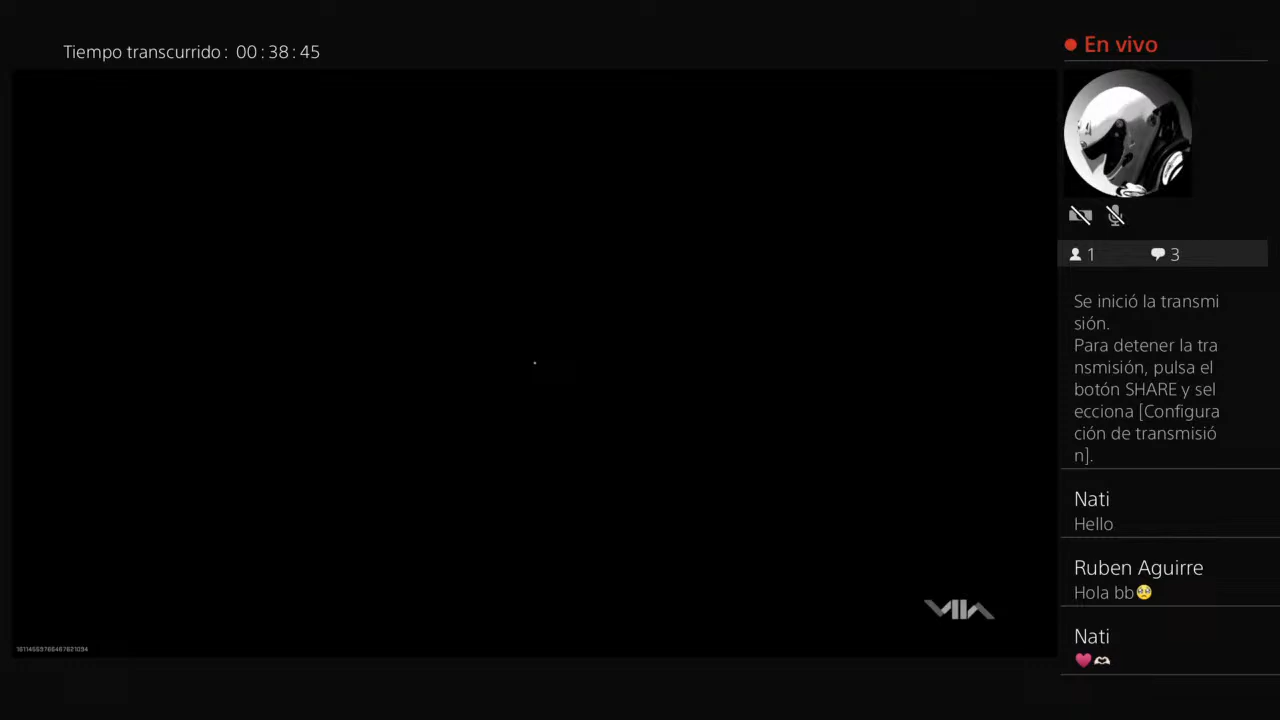 Tiempo transcurrido : 00 : 38 : 45
En vivo
1 3
Se inició la transmi
sión.
Para detener la tra
nsmisión, pulsa el
botón SHARE y sel
ecciona [Configura
ción de transmisió
n].
Nati
Hello
Ruben Aguirre
Hola bb🥺
Nati
❤️🫶